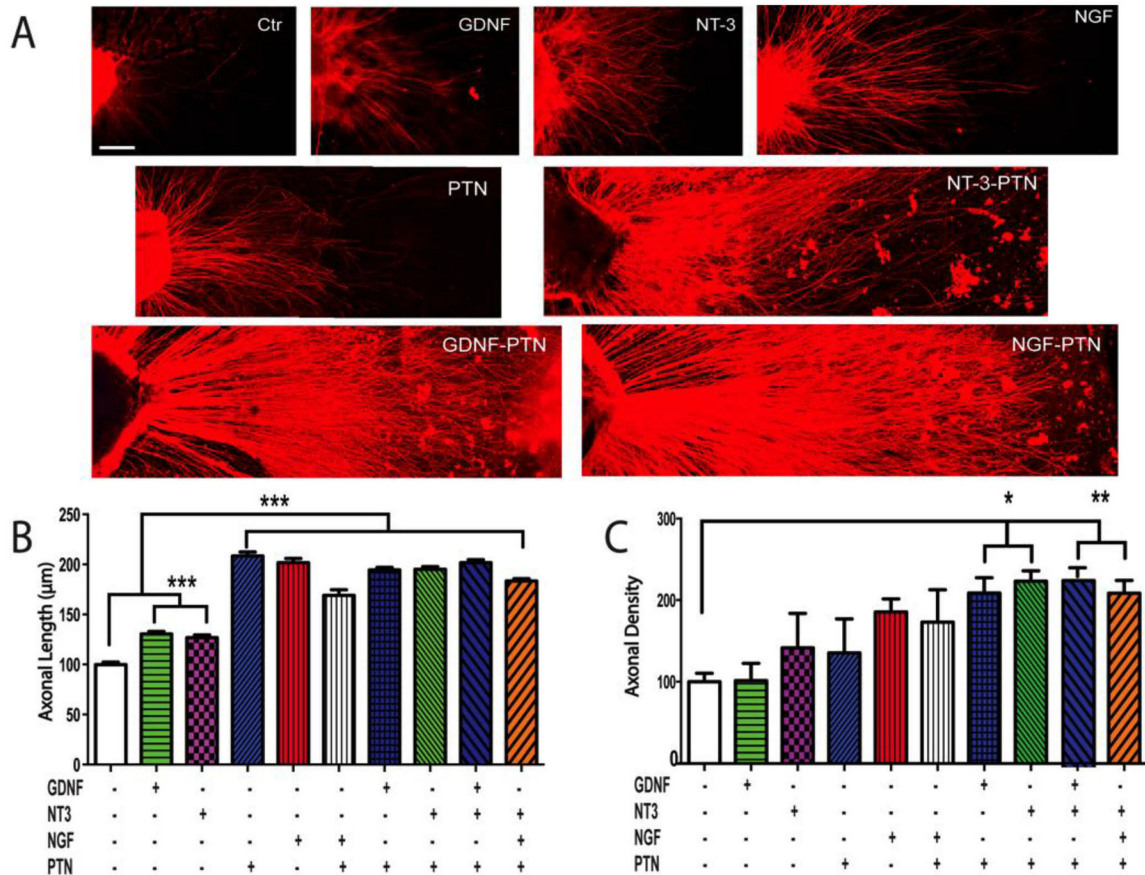 A
Ctr
GDNF
NT-3
NGF
PTN
NT-3-PTN
GDNF-PTN
NGF-PTN
B
***
***
Axonal Length (µm)
250
200
150
100
50
0
GDNF - + - - - - + - + -
NT3 - - + - - - - + + +
NGF - - - - + + - - - +
PTN - - - + - + + + + +
C
* **
Axonal Density
300
200
100
0
GDNF - + - - - - + - + -
NT3 - - + - - - - + + +
NGF - - - - + + - - - +
PTN - - - + - + + + + +